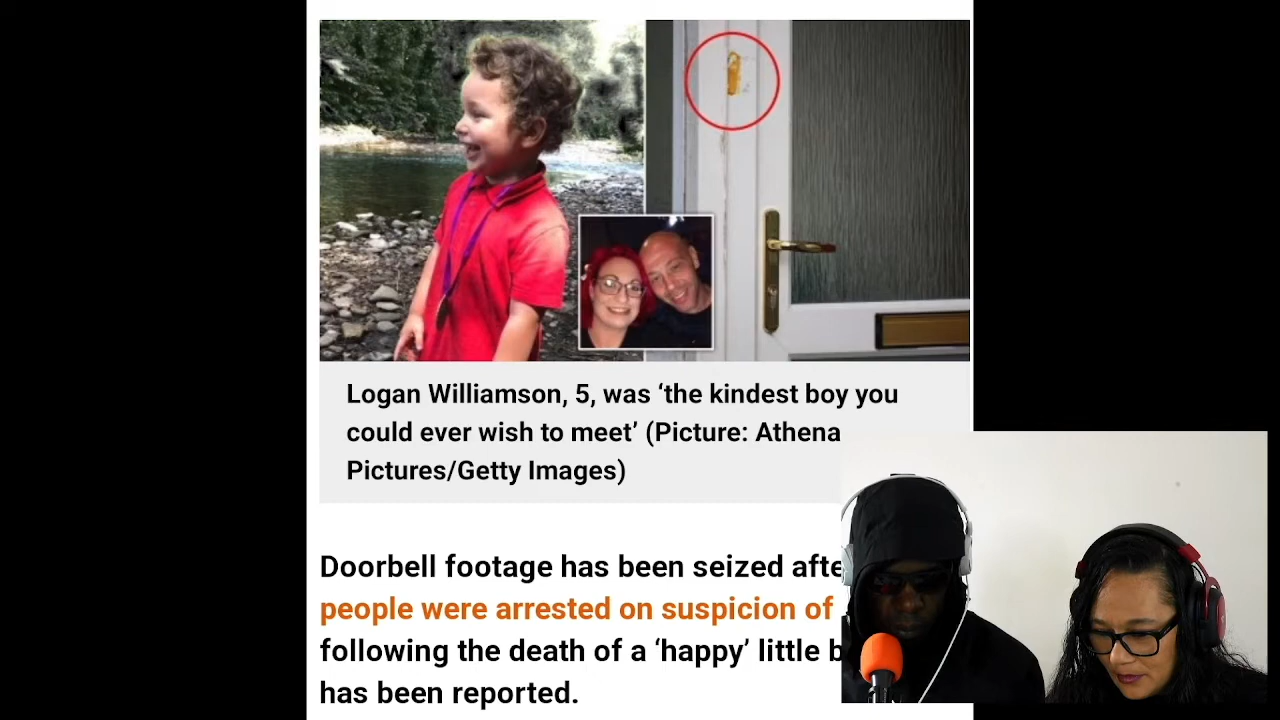 Logan Williamson, 5, was ‘the kindest boy you
could ever wish to meet’ (Picture: Athena
Pictures/Getty Images)
Doorbell footage has been seized afte
people were arrested on suspicion of
following the death of a ‘happy’ little b
has been reported.